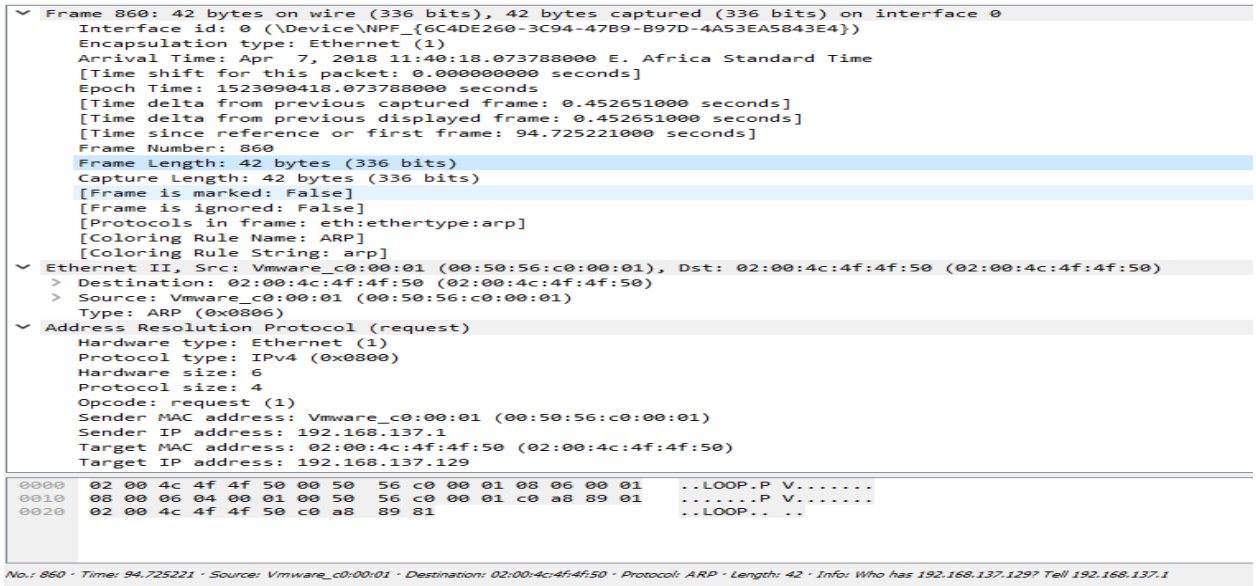 Frame 860: 42 bytes on wire (336 bits), 42 bytes captured (336 bits) on interface 0
Interface id: 0 (\Device\NPF_{6C4DE260-3C94-47B9-B97D-4A53EA5843E4})
Encapsulation type: Ethernet (1)
Arrival Time: Apr  7, 2018 11:40:18.073788000 E. Africa Standard Time
[Time shift for this packet: 0.000000000 seconds]
Epoch Time: 1523090418.073788000 seconds
[Time delta from previous captured frame: 0.452651000 seconds]
[Time delta from previous displayed frame: 0.452651000 seconds]
[Time since reference or first frame: 94.725221000 seconds]
Frame Number: 860
Frame Length: 42 bytes (336 bits)
Capture Length: 42 bytes (336 bits)
[Frame is marked: False]
[Frame is ignored: False]
[Protocols in frame: eth:ethertype:arp]
[Coloring Rule Name: ARP]
[Coloring Rule String: arp]
Ethernet II, Src: Vmware_c0:00:01 (00:50:56:c0:00:01), Dst: 02:00:4c:4f:4f:50 (02:00:4c:4f:4f:50)
> Destination: 02:00:4c:4f:4f:50 (02:00:4c:4f:4f:50)
> Source: Vmware_c0:00:01 (00:50:56:c0:00:01)
Type: ARP (0x0806)
Address Resolution Protocol (request)
Hardware type: Ethernet (1)
Protocol type: IPv4 (0x0800)
Hardware size: 6
Protocol size: 4
Opcode: request (1)
Sender MAC address: Vmware_c0:00:01 (00:50:56:c0:00:01)
Sender IP address: 192.168.137.1
Target MAC address: 02:00:4c:4f:4f:50 (02:00:4c:4f:4f:50)
Target IP address: 192.168.137.129
0000  02 00 4c 4f 4f 50 00 50  56 c0 00 01 08 06 00 01  ..LOOP.P V.......
0010  08 00 06 04 00 01 00 50  56 c0 00 01 c0 a8 89 01  .......P V.......
0020  02 00 4c 4f 4f 50 c0 a8  89 81  ..LOOP.. ..
No.: 860 · Time: 94.725221 · Source: Vmware_c0:00:01 · Destination: 02:00:4c:4f:4f:50 · Protocol: ARP · Length: 42 · Info: Who has 192.168.137.129? Tell 192.168.137.1